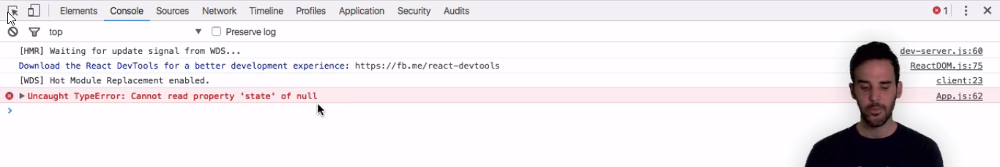 Elements Console Sources Network Timeline Profiles Application Security Audits 1
top Preserve log
[HMR] Waiting for update signal from WDS... dev-server.js:60
Download the React DevTools for a better development experience: https://fb.me/react-devtools ReactDOM.js:75
[WDS] Hot Module Replacement enabled. client:23
Uncaught TypeError: Cannot read property 'state' of null App.js:62